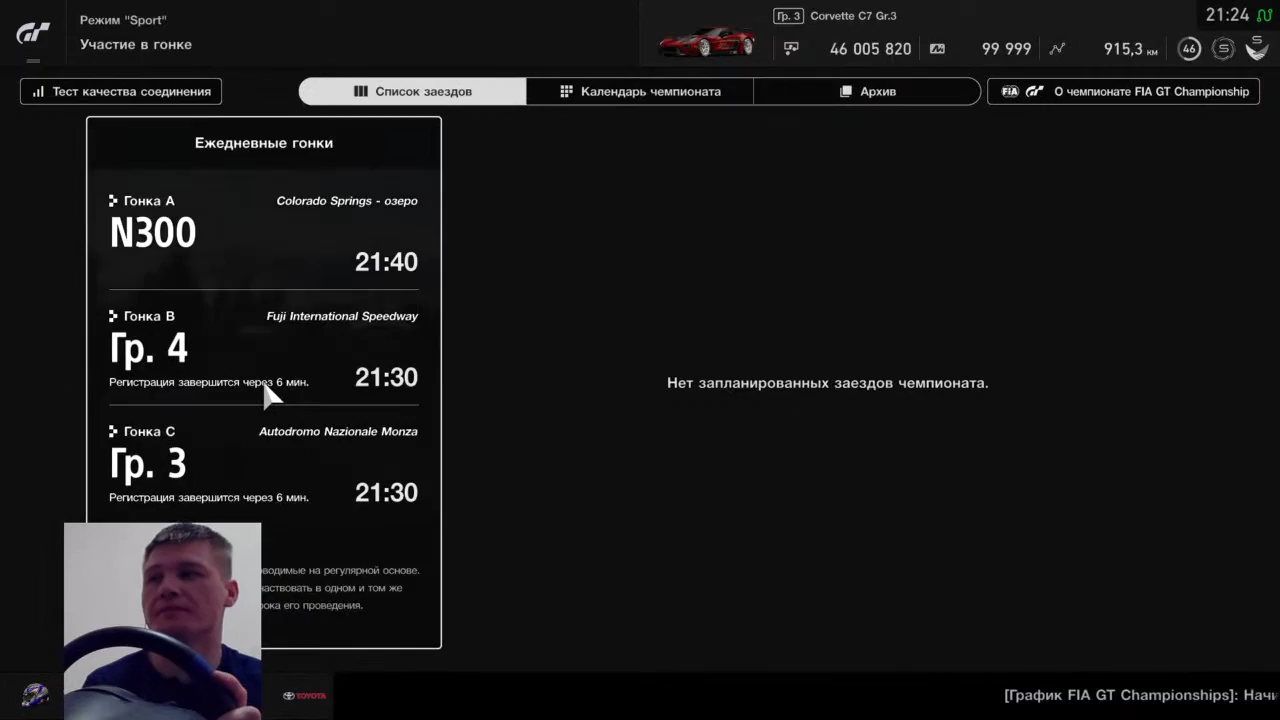 Режим "Sport"
Участие в гонке
Гр. 3 Corvette C7 Gr.3
46 005 820
99 999
915,3 км
46
S
S
21:24
Тест качества соединения
Список заездов
Календарь чемпионата
Архив
FIA GT О чемпионате FIA GT Championship
Ежедневные гонки
Гонка A Colorado Springs - озеро
N300
21:40
Гонка B Fuji International Speedway
Гр. 4
Регистрация завершится через 6 мин. 21:30
Гонка C Autodromo Nazionale Monza
Гр. 3
Регистрация завершится через 6 мин. 21:30
на регулярной основе.
в одном и том же
его проведения.
Нет запланированных заездов чемпионата.
TOYOTA
[График FIA GT Championships]: Начи